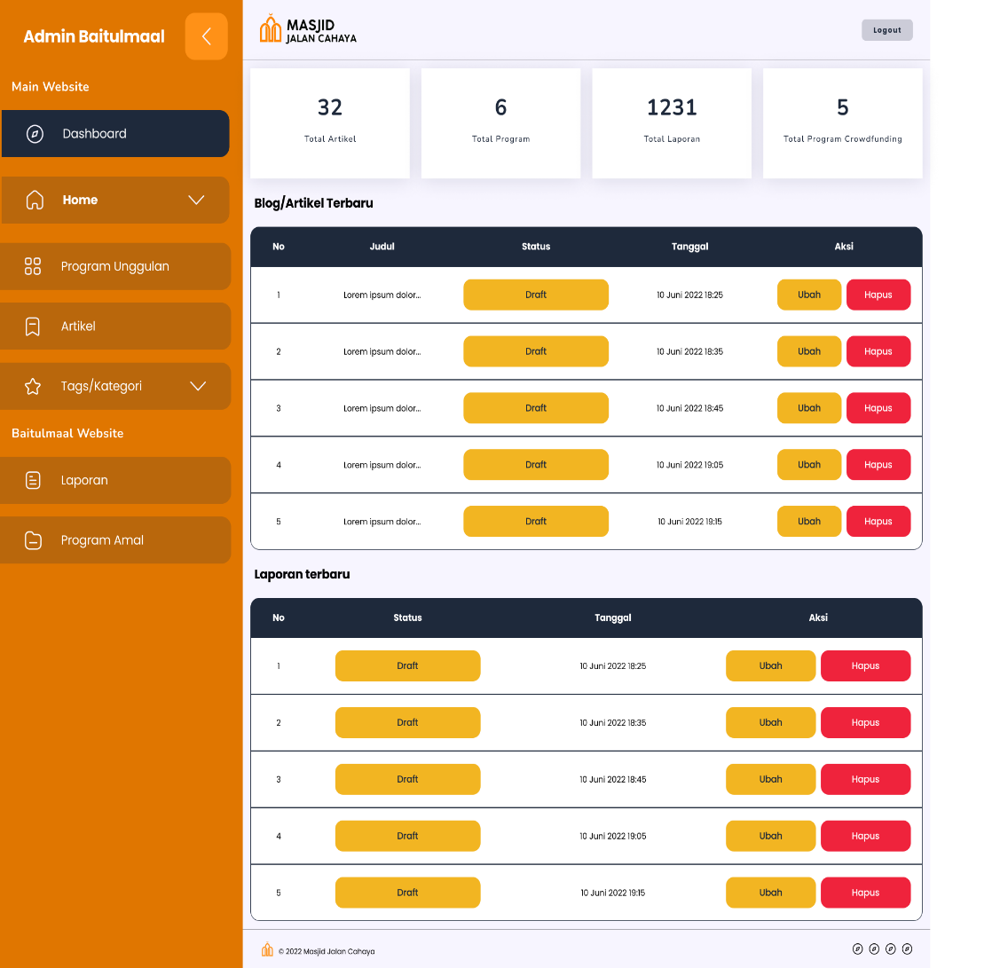 Admin Baitulmaal
Main Website
Dashboard
Home
Program Unggulan
Artikel
Tags/Kategori
Baitulmaal Website
Laporan
Program Amal
MASJID
JALAN CAHAYA
Logout
32
Total Artikel
6
Total Program
1231
Total Laporan
5
Total Program Crowdfunding
Blog/Artikel Terbaru
No Judul Status Tanggal Aksi
1 Lorem ipsum dolor... Draft 10 Juni 2022 18:25 Ubah Hapus
2 Lorem ipsum dolor... Draft 10 Juni 2022 18:35 Ubah Hapus
3 Lorem ipsum dolor... Draft 10 Juni 2022 18:45 Ubah Hapus
4 Lorem ipsum dolor... Draft 10 Juni 2022 19:05 Ubah Hapus
5 Lorem ipsum dolor... Draft 10 Juni 2022 19:15 Ubah Hapus
Laporan terbaru
No Status Tanggal Aksi
1 Draft 10 Juni 2022 18:25 Ubah Hapus
2 Draft 10 Juni 2022 18:35 Ubah Hapus
3 Draft 10 Juni 2022 18:45 Ubah Hapus
4 Draft 10 Juni 2022 19:05 Ubah Hapus
5 Draft 10 Juni 2022 19:15 Ubah Hapus
© 2022 Masjid Jalan Cahaya